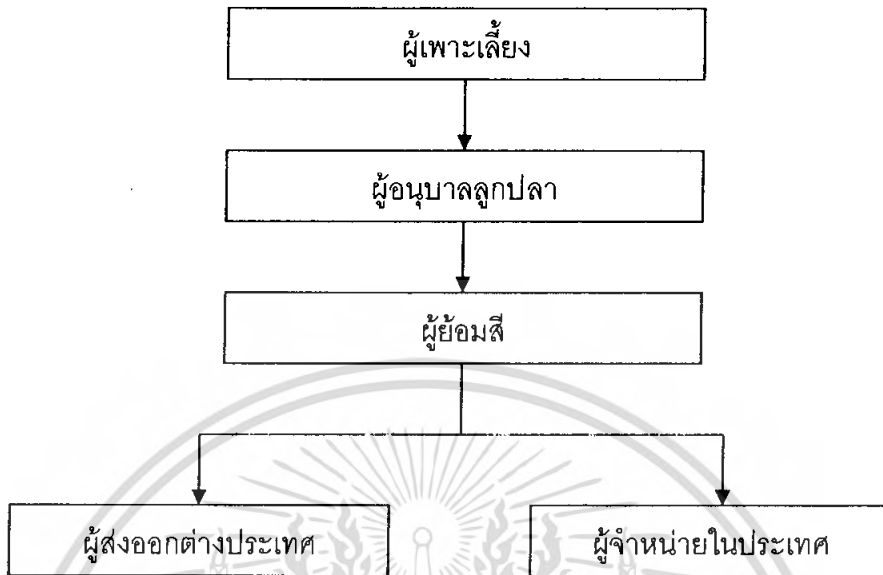 ผู้เพาะเลี้ยง
ผู้อนุบาลลูกปลา
ผู้ย้อมสี
ผู้ส่งออกต่างประเทศ
ผู้จำหน่ายในประเทศ